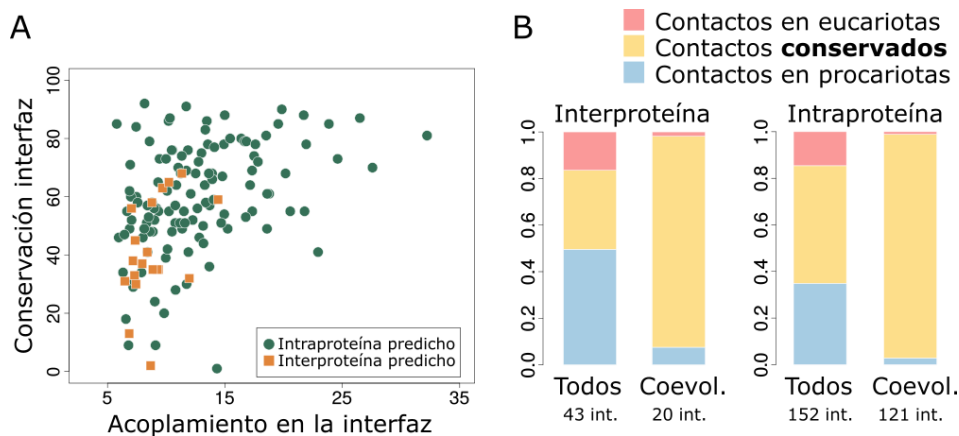 A
Conservación interfaz
100
80
60
40
20
0
5
15
25
35
Acoplamiento en la interfaz
Intraproteína predicho
Interproteína predicho
B
Contactos en eucariotas
Contactos conservados
Contactos en procariotas
Interproteína
1.0
0.8
0.6
0.4
0.2
0.0
Todos
Coevol.
43 int.
20 int.
Intraproteína
1.0
0.8
0.6
0.4
0.2
0.0
Todos
Coevol.
152 int.
121 int.